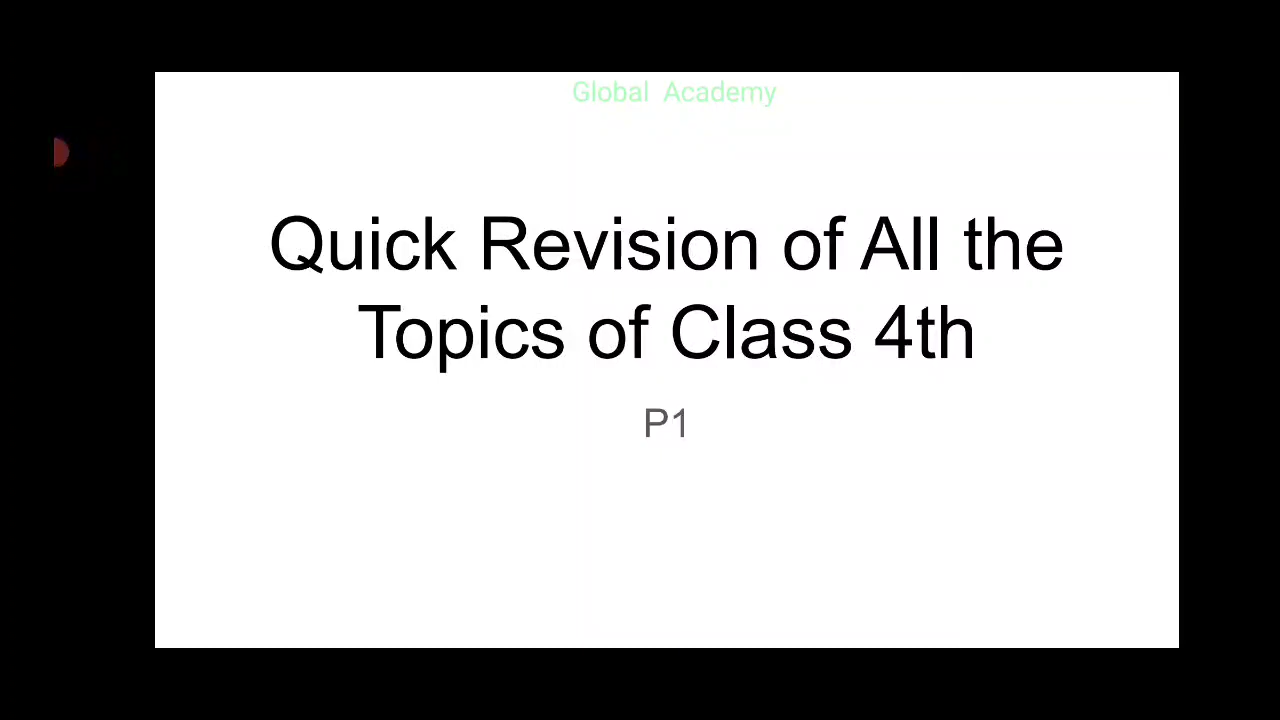 Global Academy
Quick Revision of All the
Topics of Class 4th
P1